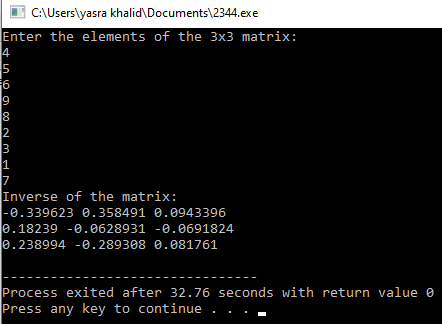 C:\Users\yasra khalid\Documents\2344.exe
Enter the elements of the 3x3 matrix:
4
5
6
9
8
2
3
1
7
Inverse of the matrix:
-0.339623 0.358491 0.0943396
0.18239 -0.0628931 -0.0691824
0.238994 -0.289308 0.081761
--------------------------------
Process exited after 32.76 seconds with return value 0
Press any key to continue . . .